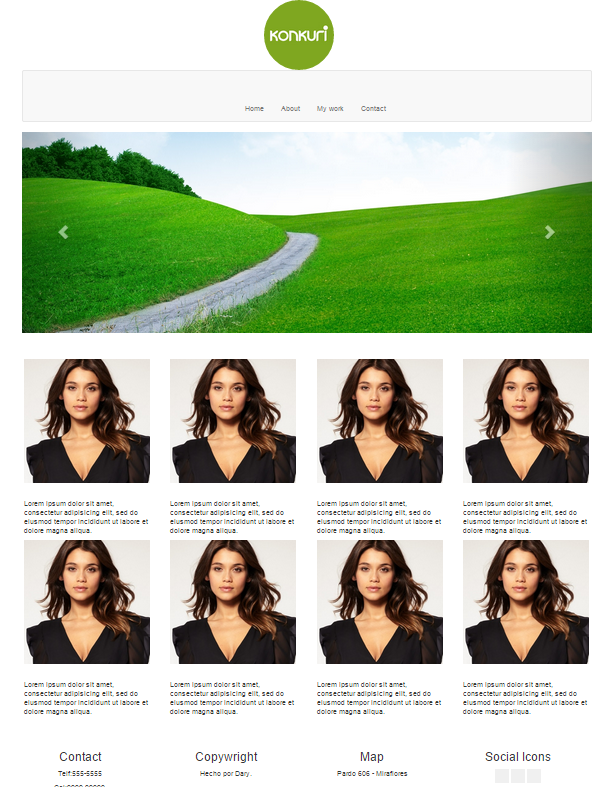 konkuri
Home About My work Contact
Lorem ipsum dolor sit amet,
consectetur adipisicing elit, sed do
eiusmod tempor incididunt ut labore et
dolore magna aliqua.
Lorem ipsum dolor sit amet,
consectetur adipisicing elit, sed do
eiusmod tempor incididunt ut labore et
dolore magna aliqua.
Lorem ipsum dolor sit amet,
consectetur adipisicing elit, sed do
eiusmod tempor incididunt ut labore et
dolore magna aliqua.
Lorem ipsum dolor sit amet,
consectetur adipisicing elit, sed do
eiusmod tempor incididunt ut labore et
dolore magna aliqua.
Lorem ipsum dolor sit amet,
consectetur adipisicing elit, sed do
eiusmod tempor incididunt ut labore et
dolore magna aliqua.
Lorem ipsum dolor sit amet,
consectetur adipisicing elit, sed do
eiusmod tempor incididunt ut labore et
dolore magna aliqua.
Lorem ipsum dolor sit amet,
consectetur adipisicing elit, sed do
eiusmod tempor incididunt ut labore et
dolore magna aliqua.
Lorem ipsum dolor sit amet,
consectetur adipisicing elit, sed do
eiusmod tempor incididunt ut labore et
dolore magna aliqua.
Contact
Telf:555-5555
Copywright
Hecho por Dary.
Map
Pardo 606 - Miraflores
Social Icons